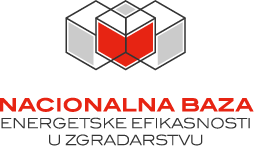 NACIONALNA BAZA
ENERGETSKE EFIKASNOSTI
U ZGRADARSTVU